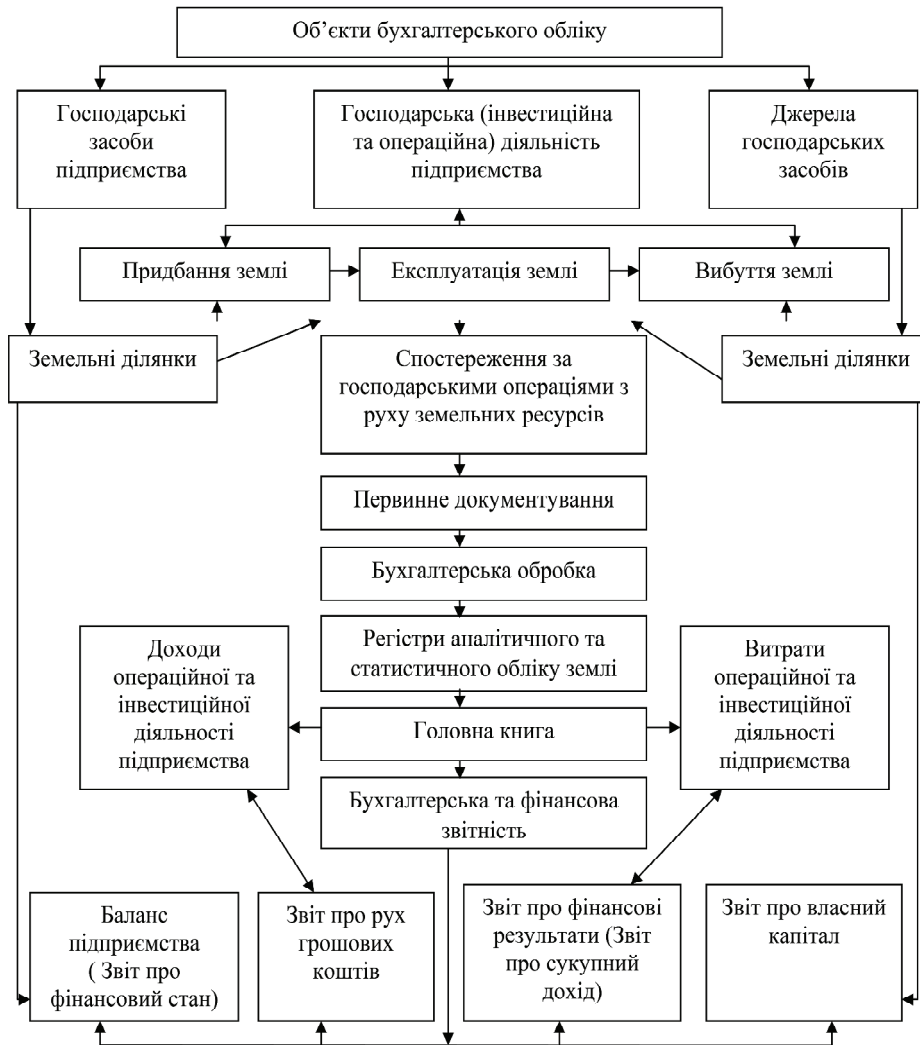 Об’єкти бухгалтерського обліку
Господарські
засоби
підприємства
Господарська (інвестиційна
та операційна) діяльність
підприємства
Джерела
господарських
засобів
Придбання землі
Експлуатація землі
Вибуття землі
Земельні ділянки
Спостереження за
господарськими операціями з
руху земельних ресурсів
Земельні ділянки
Первинне документування
Бухгалтерська обробка
Доходи
операційної та
інвестиційної
діяльності
підприємства
Регістри аналітичного та
статистичного обліку землі
Витрати
операційної та
інвестиційної
діяльності
підприємства
Головна книга
Бухгалтерська та фінансова
звітність
Баланс
підприємства
( Звіт про
фінансовий стан)
Звіт про рух
грошових
коштів
Звіт про фінансові
результати (Звіт
про сукупний
дохід)
Звіт про власний
капітал